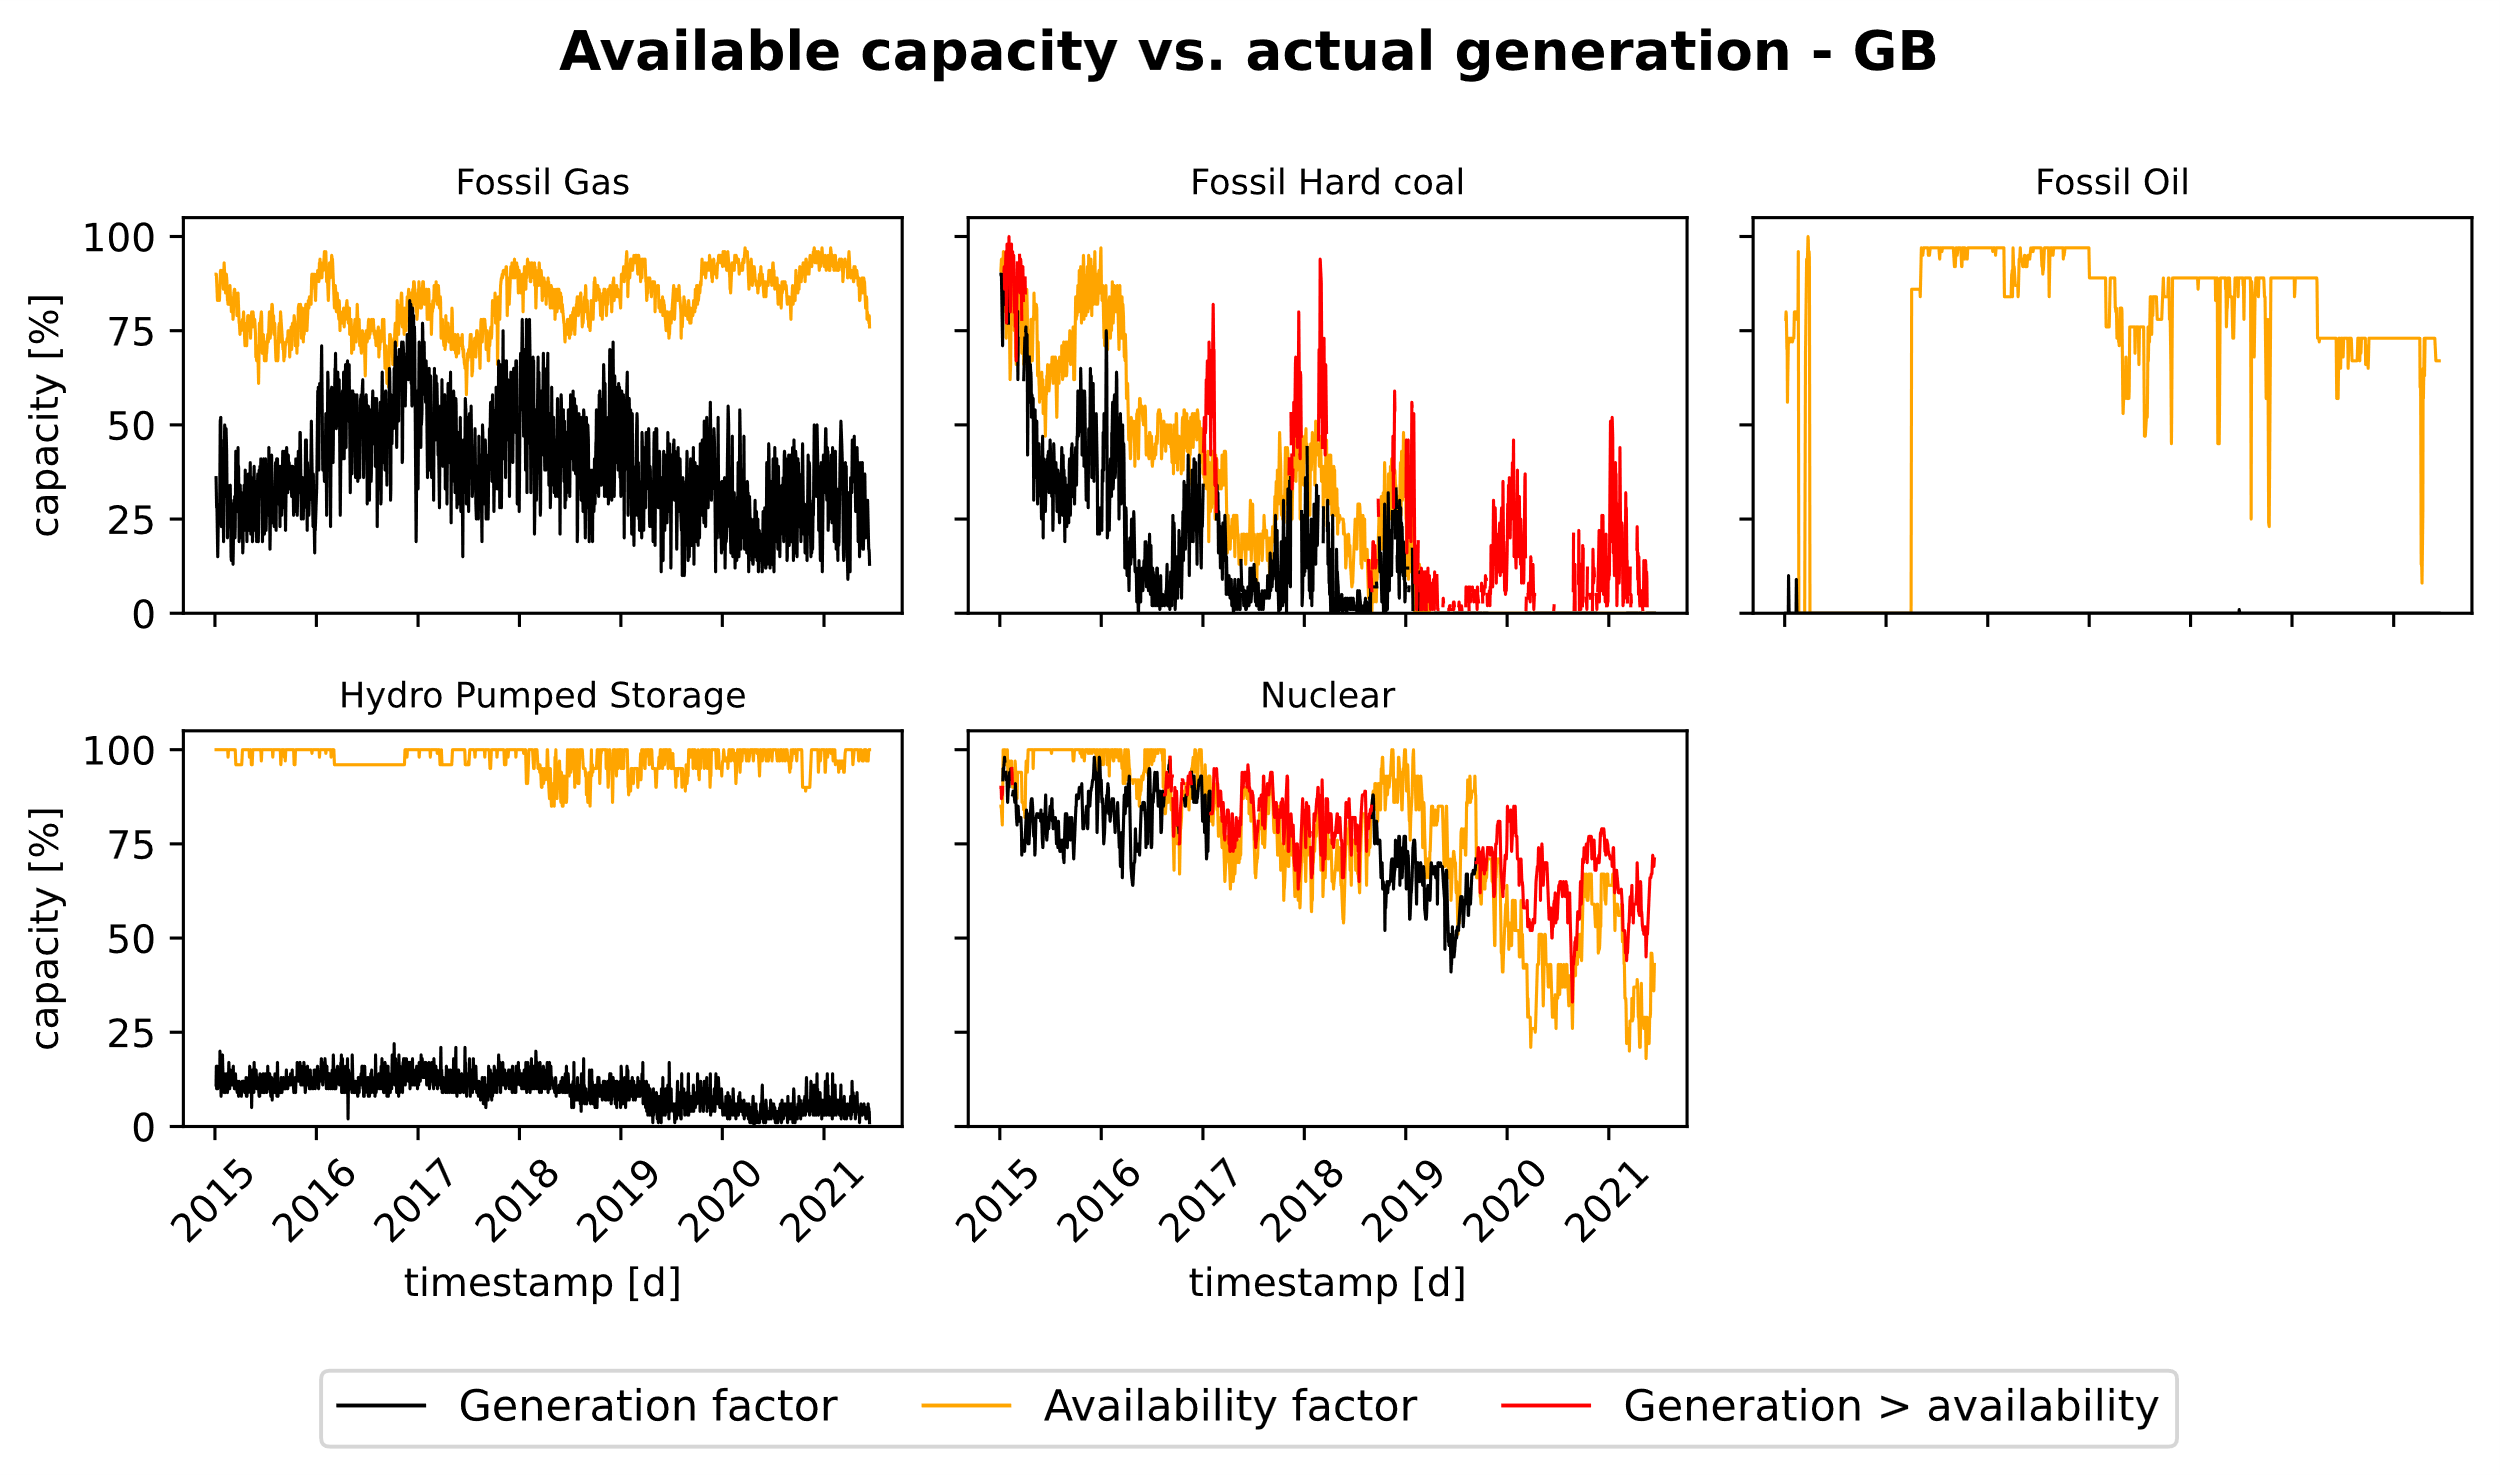 Available capacity vs. actual generation - GB
Fossil Gas
Fossil Hard coal
Fossil Oil
capacity [%]
100
75
50
25
0
Hydro Pumped Storage
Nuclear
capacity [%]
100
75
50
25
0
2015 2016 2017 2018 2019 2020 2021
2015 2016 2017 2018 2019 2020 2021
timestamp [d]
timestamp [d]
Generation factor
Availability factor
Generation > availability